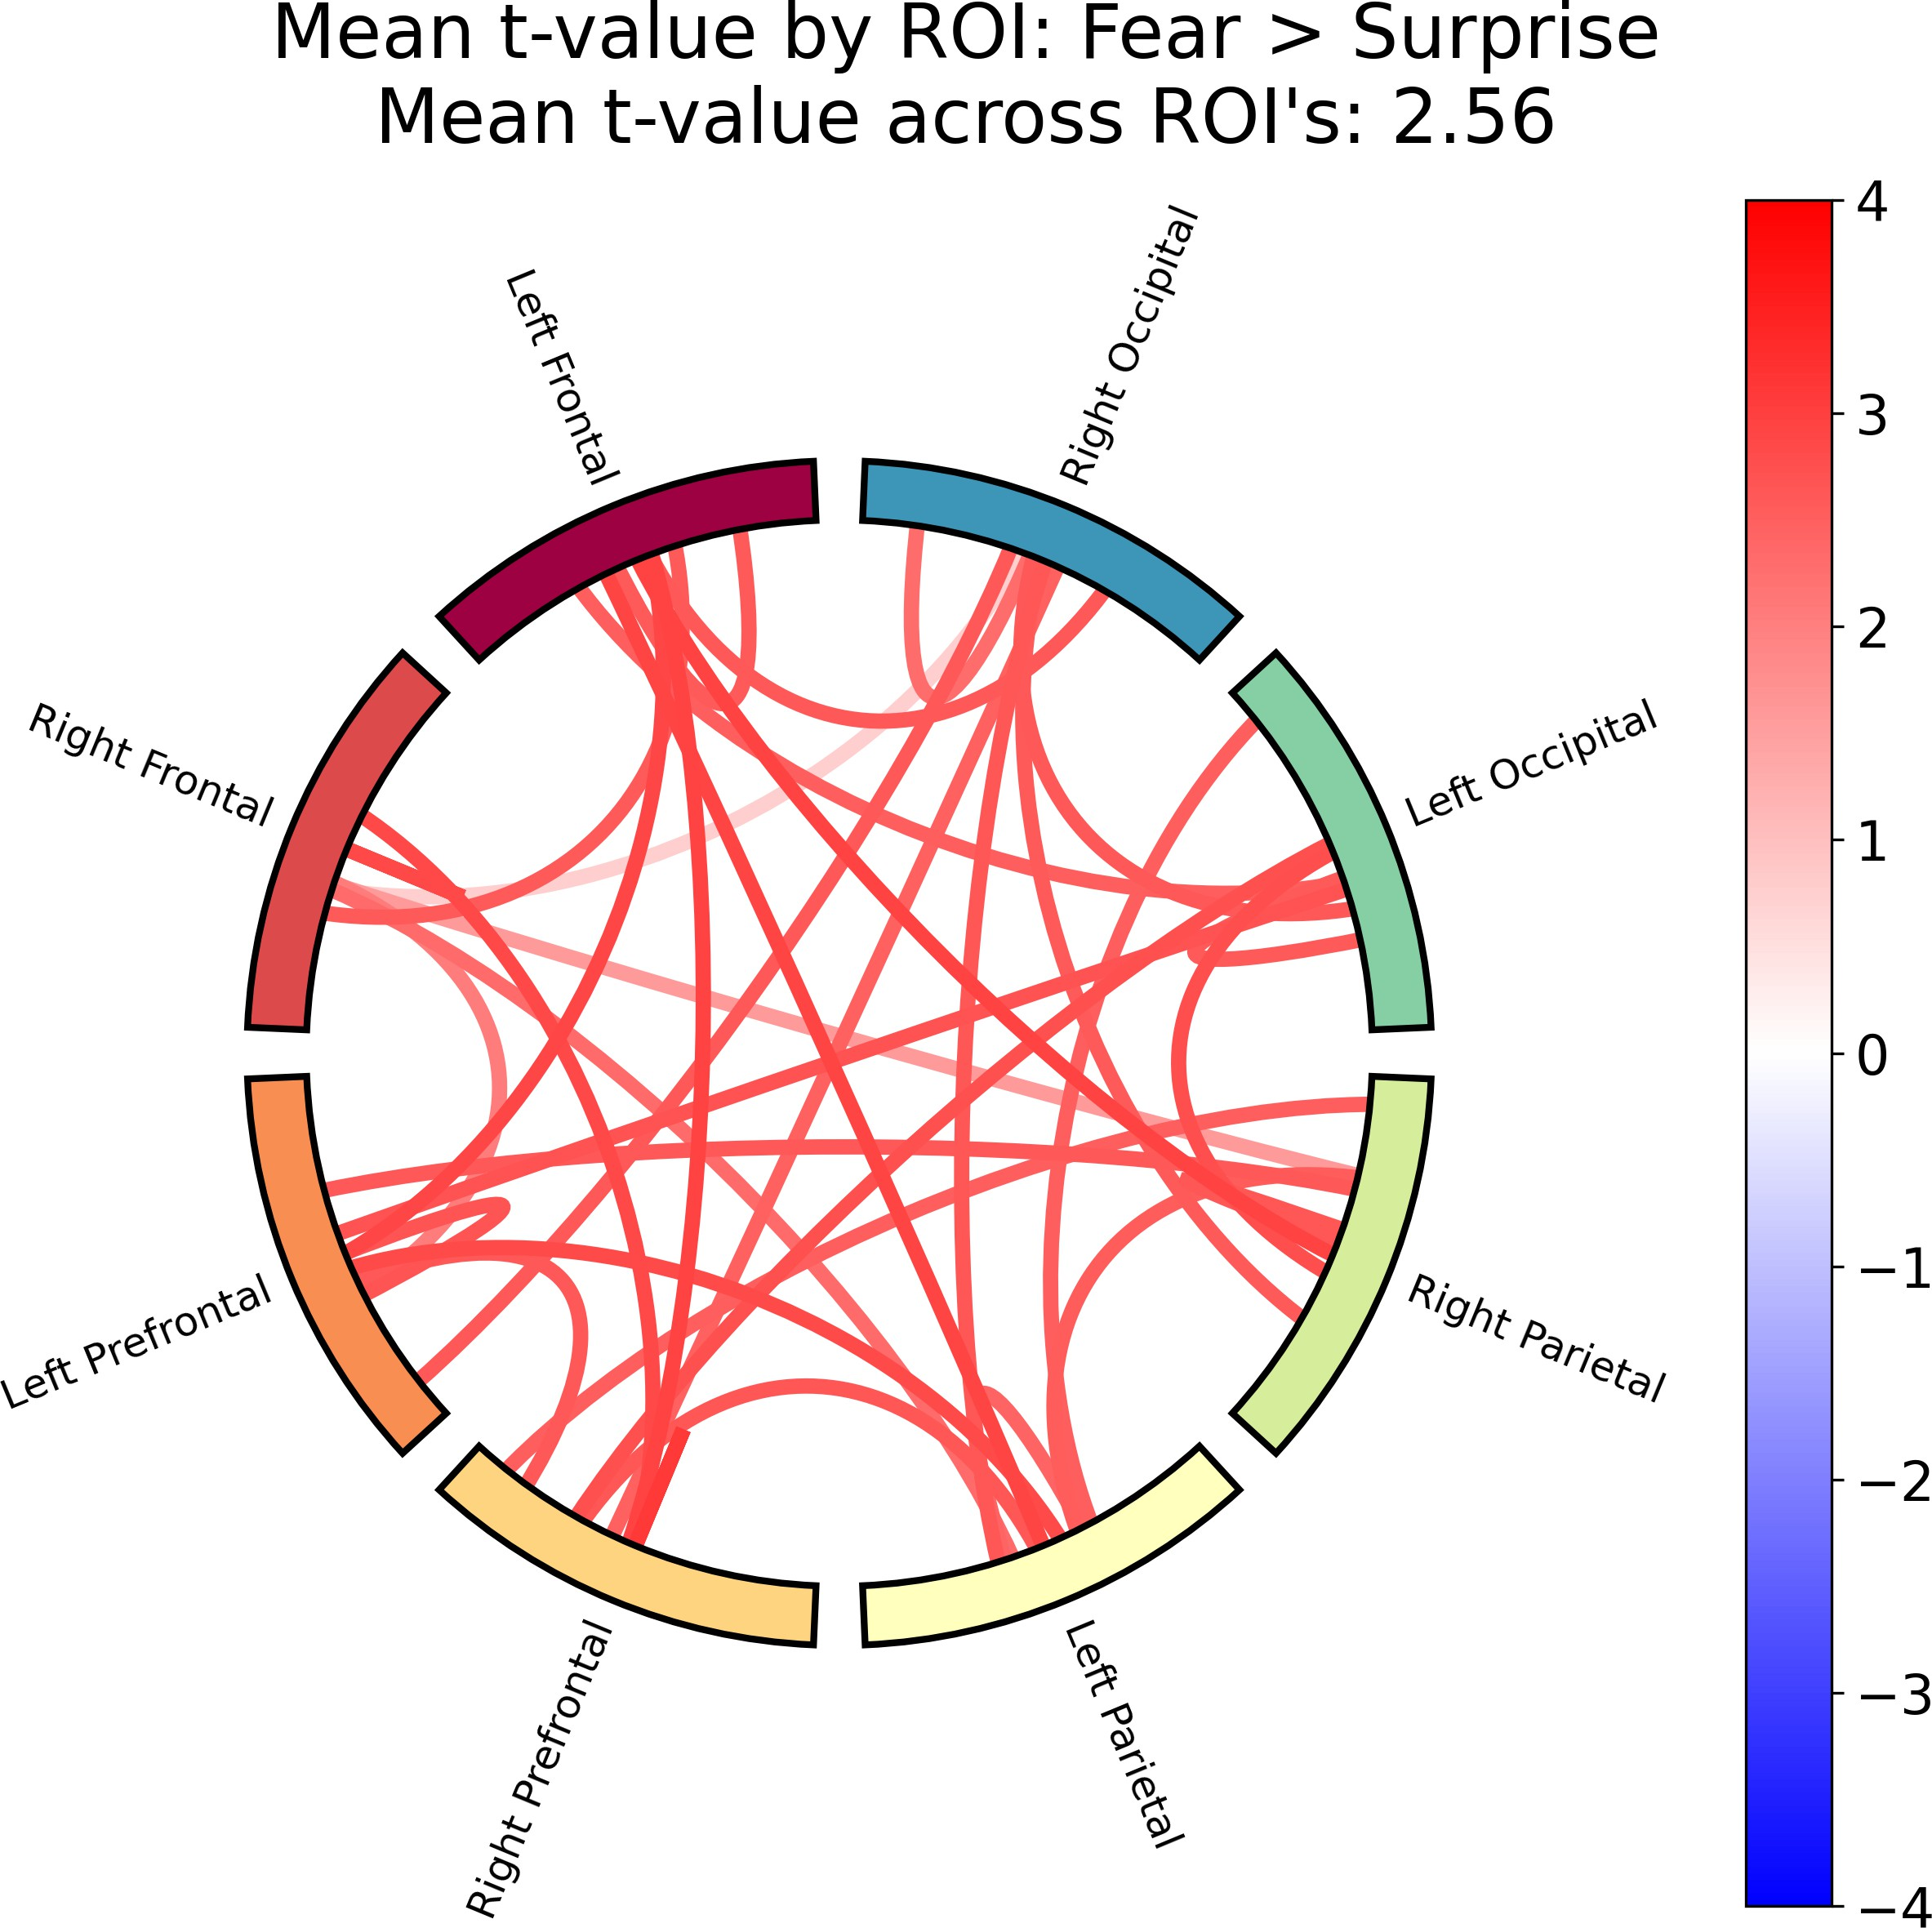 Mean t-value by ROI: Fear > Surprise
Mean t-value across ROI's: 2.56
Left Frontal
Right Occipital
Right Frontal
Left Occipital
Left Prefrontal
Right Parietal
Right Prefrontal
Left Parietal
4
3
2
1
0
−1
−2
−3
−4